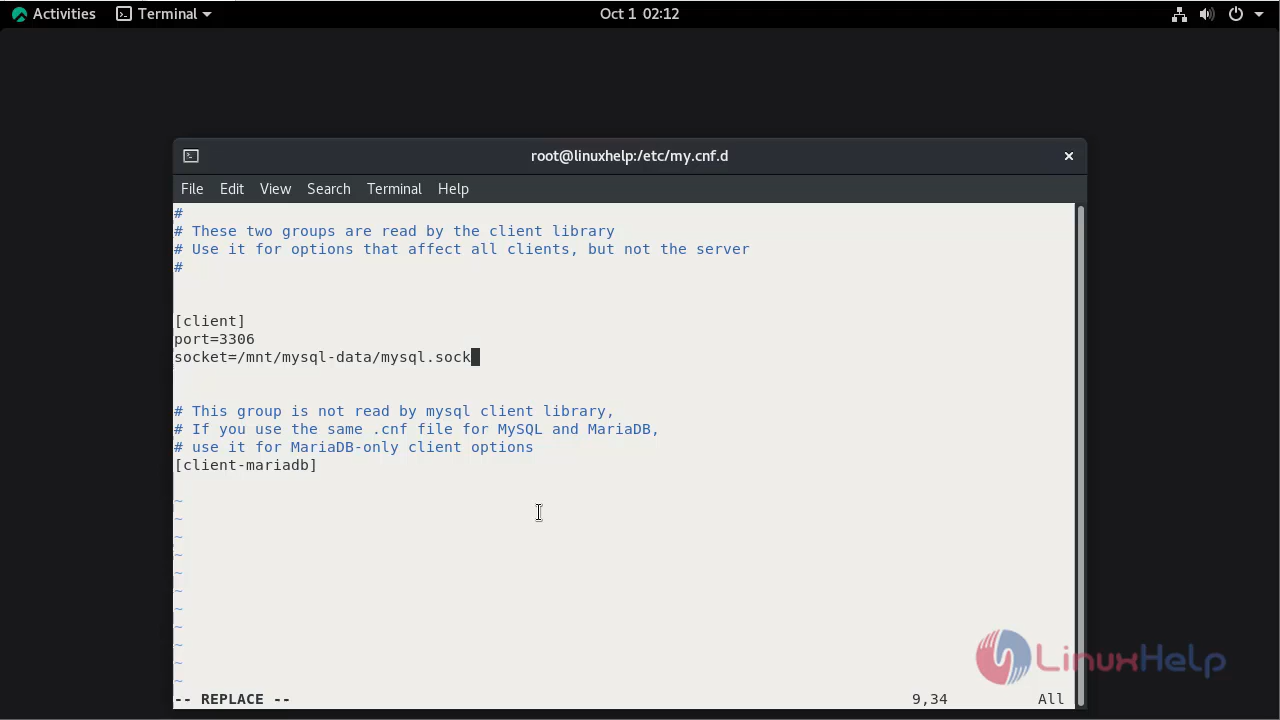 Activities
Terminal
Oct 1 02:12
root@linuxhelp:/etc/my.cnf.d
File Edit View Search Terminal Help
#
# These two groups are read by the client library
# Use it for options that affect all clients, but not the server
#
[client]
port=3306
socket=/mnt/mysql-data/mysql.sock
# This group is not read by mysql client library,
# If you use the same .cnf file for MySQL and MariaDB,
# use it for MariaDB-only client options
[client-mariadb]
~
~
~
~
~
~
~
~
~
~
~
-- REPLACE -- 9,34 All
LinuxHelp